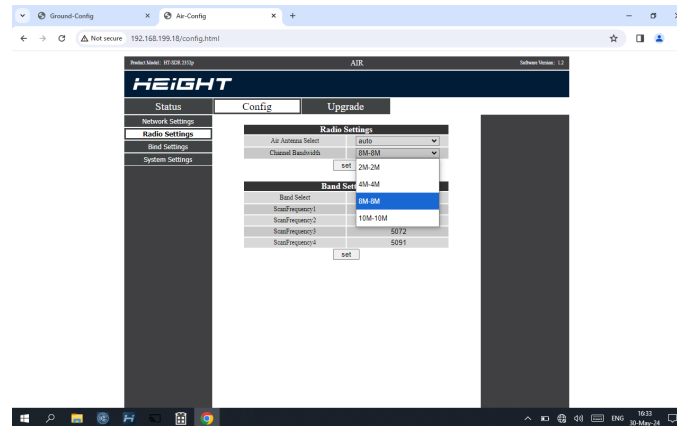 Ground-Config
Air-Config
Not secure 192.168.199.18/config.html
Product Model: HT-SDR 2352p AIR Software Version: 1.2
HEIGHT
Status Config Upgrade
Network Settings
Radio Settings
Bind Settings
System Settings
Radio Settings
Air Antenna Select auto
Channel Bandwidth 8M-8M
set
2M-2M
4M-4M
8M-8M
10M-10M
Band Sett
Band Select
ScanFrequency1
ScanFrequency2
ScanFrequency3 5072
ScanFrequency4 5091
set
ENG
16:33
30-May-24